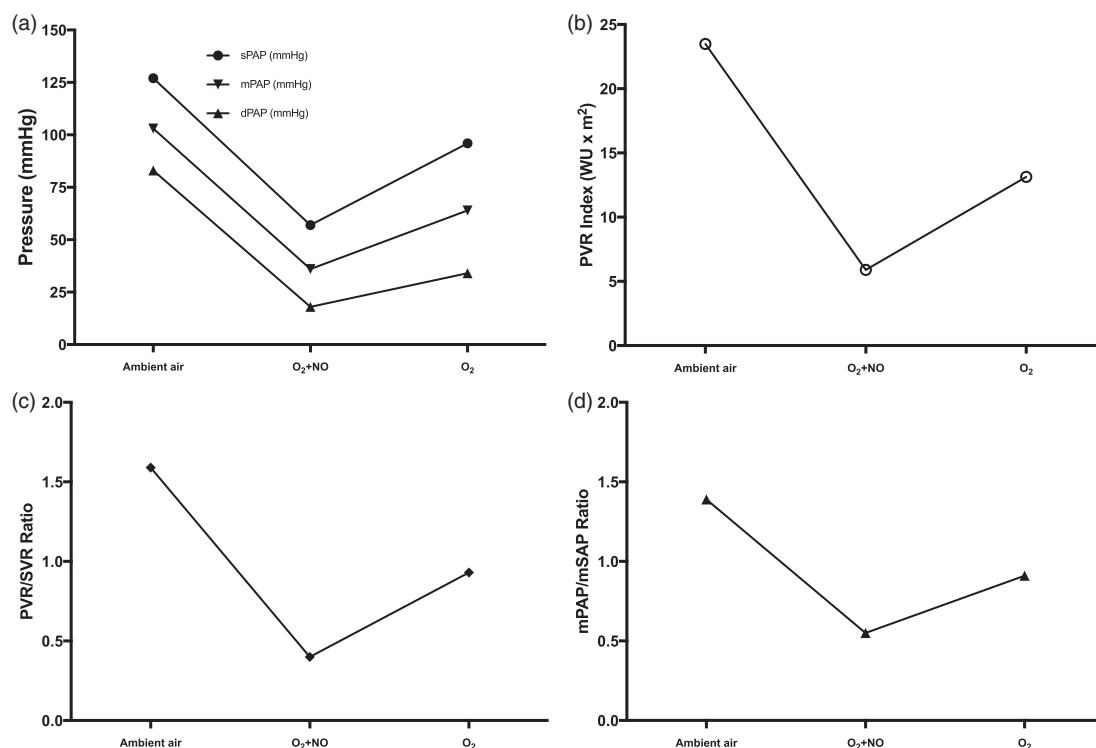 (a)
Pressure (mmHg)
150
125
100
75
50
25
0
sPAP (mmHg)
mPAP (mmHg)
dPAP (mmHg)
Ambient air
O₂+NO
O₂
(b)
PVR Index (WU x m²)
25
20
15
10
5
0
Ambient air
O₂+NO
O₂
(c)
PVR/SVR Ratio
2.0
1.5
1.0
0.5
0.0
Ambient air
O₂+NO
O₂
(d)
mPAP/mSAP Ratio
2.0
1.5
1.0
0.5
0.0
Ambient air
O₂+NO
O₂